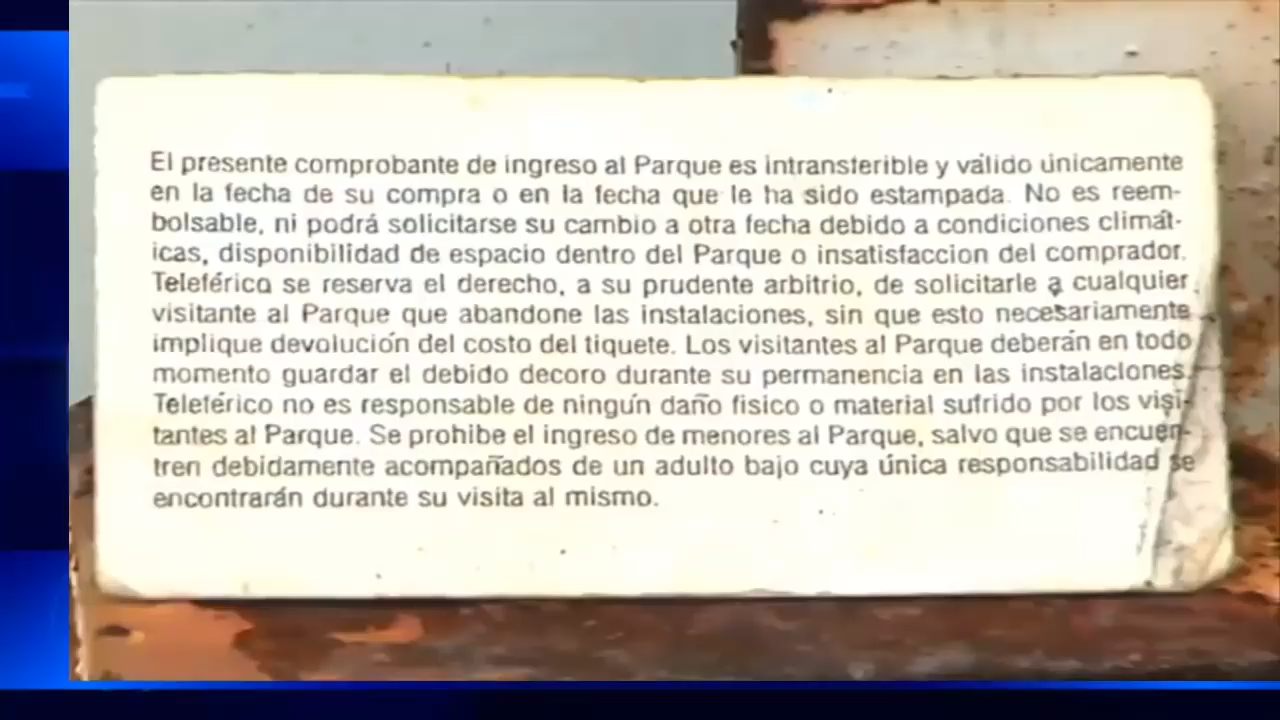 El presente comprobante de ingreso al Parque es intransferible y válido únicamente
en la fecha de su compra o en la fecha que le ha sido estampada. No es reem-
bolsable, ni podrá solicitarse su cambio a otra fecha debido a condiciones climát-
icas, disponibilidad de espacio dentro del Parque o insatisfaccion del comprador.
Teleférico se reserva el derecho, a su prudente arbitrio, de solicitarle a cualquier
visitante al Parque que abandone las instalaciones, sin que esto necesariamente
implique devolución del costo del tiquete. Los visitantes al Parque deberán en todo
momento guardar el debido decoro durante su permanencia en las instalaciones.
Teleférico no es responsable de ningún daño fisico o material sufrido por los visi-
tantes al Parque. Se prohibe el ingreso de menores al Parque, salvo que se encuen-
tren debidamente acompañados de un adulto bajo cuya única responsabilidad se
encontrarán durante su visita al mismo.